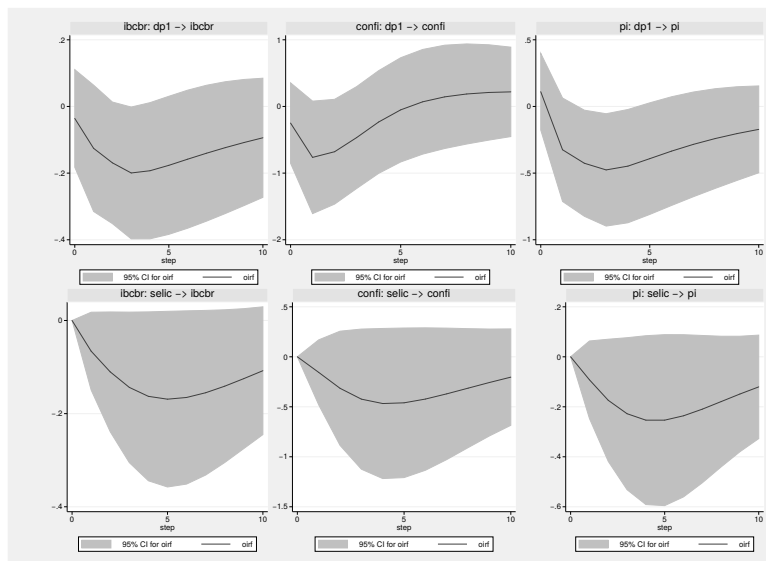 ibcbr: dp1 −> ibcbr
.2
0
−.2
−.4
0 5 10
step
95% CI for oirf oirf
confi: dp1 −> confi
1
0
−1
−2
0 5 10
step
95% CI for oirf oirf
pi: dp1 −> pi
.5
0
−.5
−1
0 5 10
step
95% CI for oirf oirf
ibcbr: selic −> ibcbr
0
−.2
−.4
0 5 10
step
95% CI for oirf oirf
confi: selic −> confi
.5
0
−.5
−1
−1.5
0 5 10
step
95% CI for oirf oirf
pi: selic −> pi
.2
0
−.2
−.4
−.6
0 5 10
step
95% CI for oirf oirf